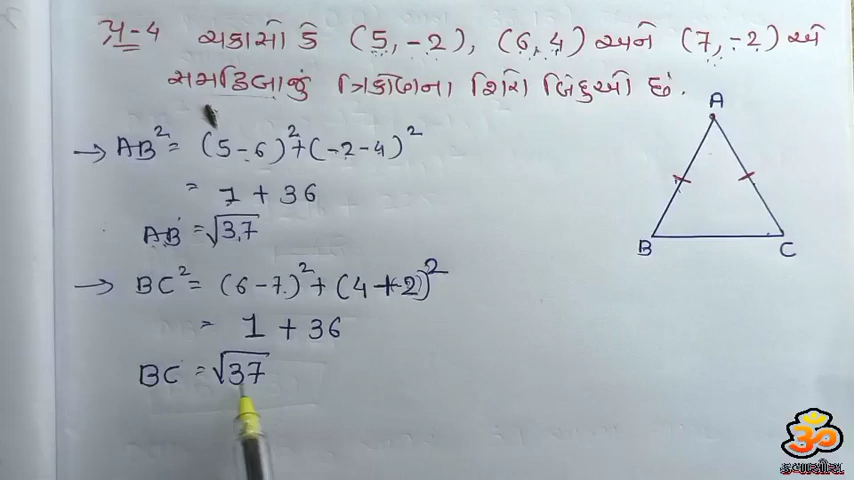 પ્ર-4 ચકાસો કે (5, -2), (6, 4) અને (7, -2) એ
સમદ્વિબાજું ત્રિકોણના શિરો બિંદુઓ છે.
→ AB² = (5-6)² + (-2-4)²
= 1 + 36
AB = √37
→ BC² = (6-7)² + (4+2)²
= 1 + 36
BC = √37
A
B
C
ૐ